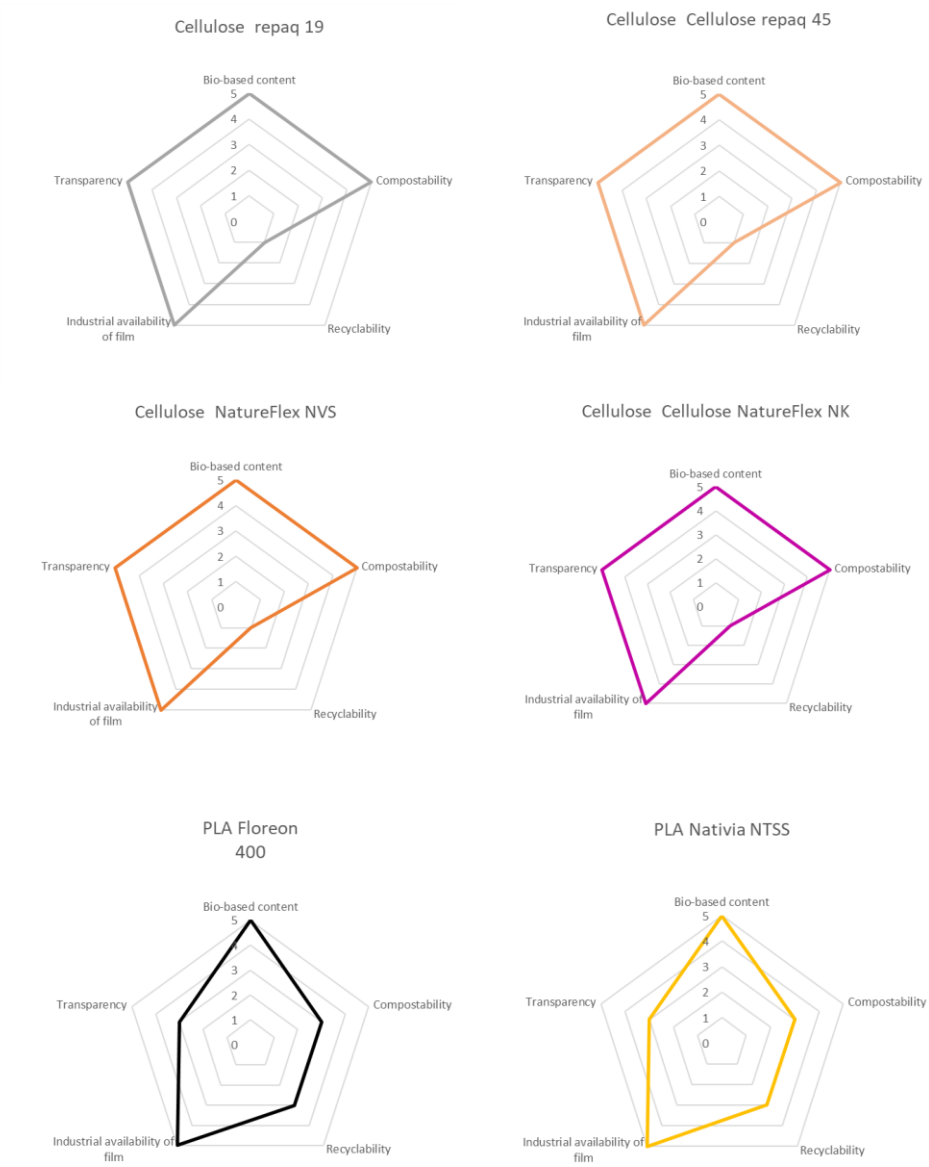 Cellulose repaq 19
Bio-based content
5
4
3
2
1
0
Transparency
Compostability
Industrial availability
of film
Recyclability
Cellulose Cellulose repaq 45
Bio-based content
5
4
3
2
1
0
Transparency
Compostability
Industrial availability of
film
Recyclability
Cellulose NatureFlex NVS
Bio-based content
5
4
3
2
1
0
Transparency
Compostability
Industrial availability
of film
Recyclability
Cellulose Cellulose NatureFlex NK
Bio-based content
5
4
3
2
1
0
Transparency
Compostability
Industrial availability of
film
Recyclability
PLA Floreon
400
Bio-based content
5
4
3
2
1
0
Transparency
Compostability
Industrial availability of
film
Recyclability
PLA Nativia NTSS
Bio-based content
5
4
3
2
1
0
Transparency
Compostability
Industrial availability of
film
Recyclability